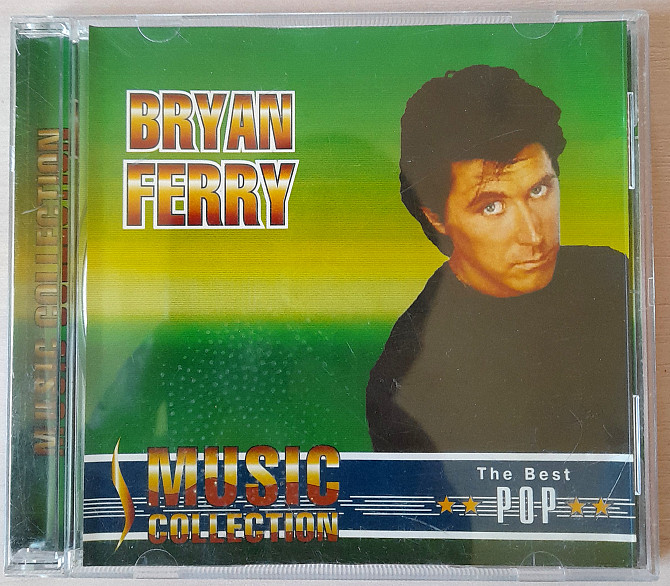 BRYAN
FERRY
MUSIC COLLECTION
MUSIC
COLLECTION
The Best
POP